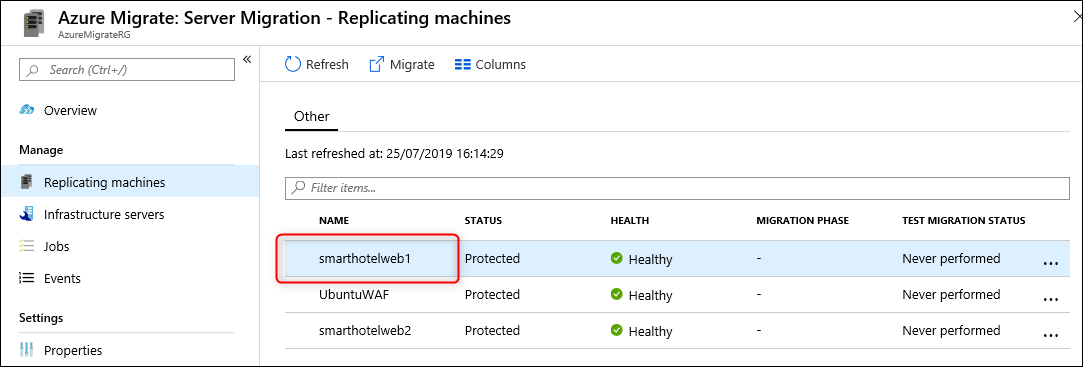 Azure Migrate: Server Migration - Replicating machines
AzureMigrateRG
Search (Ctrl+/)
Overview
Manage
Replicating machines
Infrastructure servers
Jobs
Events
Settings
Properties
Refresh Migrate Columns
Other
Last refreshed at: 25/07/2019 16:14:29
Filter items...
NAME STATUS HEALTH MIGRATION PHASE TEST MIGRATION STATUS
smarthotelweb1 Protected Healthy - Never performed ...
UbuntuWAF Protected Healthy - Never performed ...
smarthotelweb2 Protected Healthy - Never performed ...